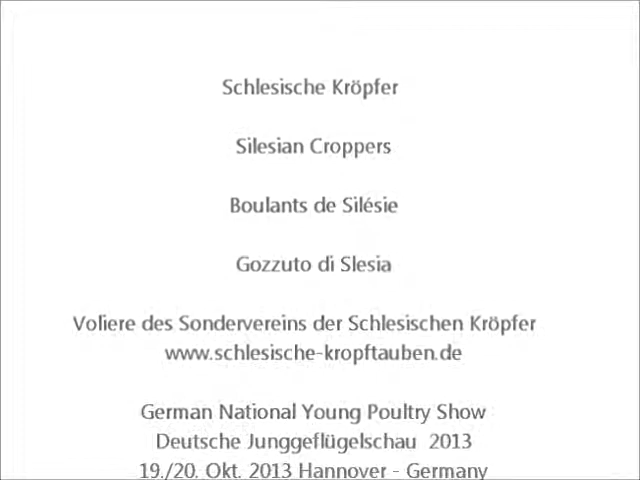 Schlesische Kröpfer
Silesian Croppers
Boulants de Silésie
Gozzuto di Slesia
Voliere des Sondervereins der Schlesischen Kröpfer
www.schlesische-kropftauben.de
German National Young Poultry Show
Deutsche Junggeflügelschau 2013
19./20. Okt. 2013 Hannover - Germany